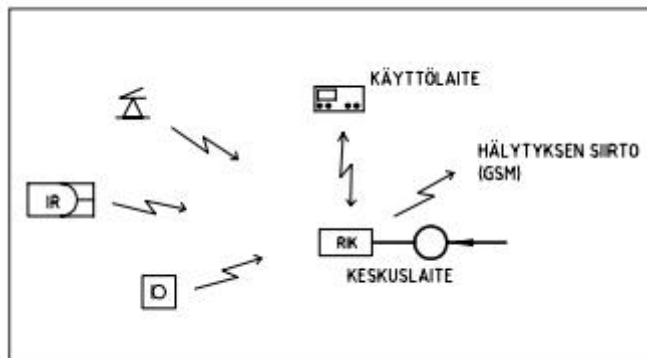 KÄYTTÖLAITE
HÄLYTYKSEN SIIRTO
(GSM)
IR
RIK
KESKUSLAITE